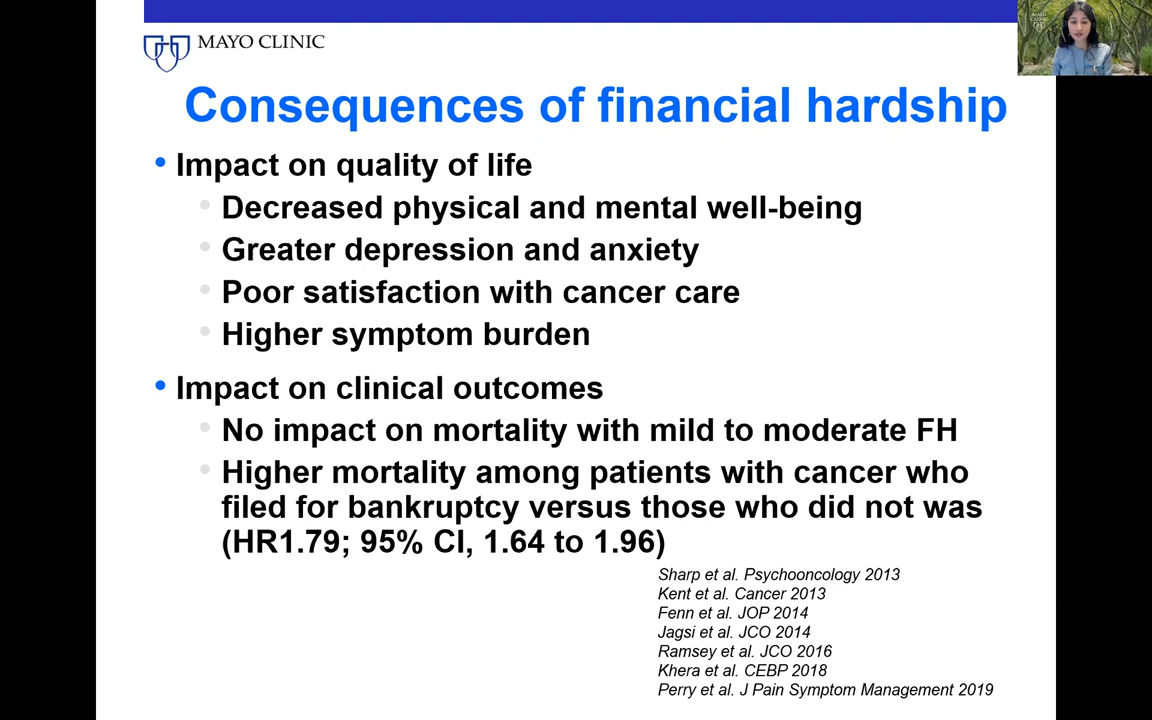 MAYO CLINIC
Consequences of financial hardship
• Impact on quality of life
• Decreased physical and mental well-being
• Greater depression and anxiety
• Poor satisfaction with cancer care
• Higher symptom burden
• Impact on clinical outcomes
• No impact on mortality with mild to moderate FH
• Higher mortality among patients with cancer who
filed for bankruptcy versus those who did not was
(HR1.79; 95% CI, 1.64 to 1.96)
Sharp et al. Psychooncology 2013
Kent et al. Cancer 2013
Fenn et al. JOP 2014
Jagsi et al. JCO 2014
Ramsey et al. JCO 2016
Khera et al. CEBP 2018
Perry et al. J Pain Symptom Management 2019